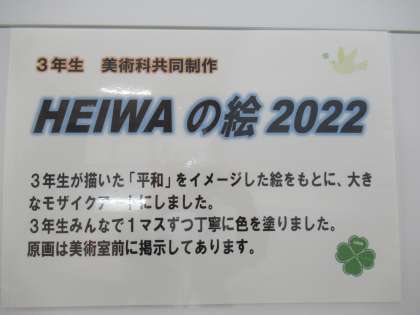 ３年生　美術科共同制作
HEIWAの絵 2022
３年生が描いた「平和」をイメージした絵をもとに、大き
なモザイクアートにしました。
３年生みんなで１マスずつ丁寧に色を塗りました。
原画は美術室前に掲示してあります。